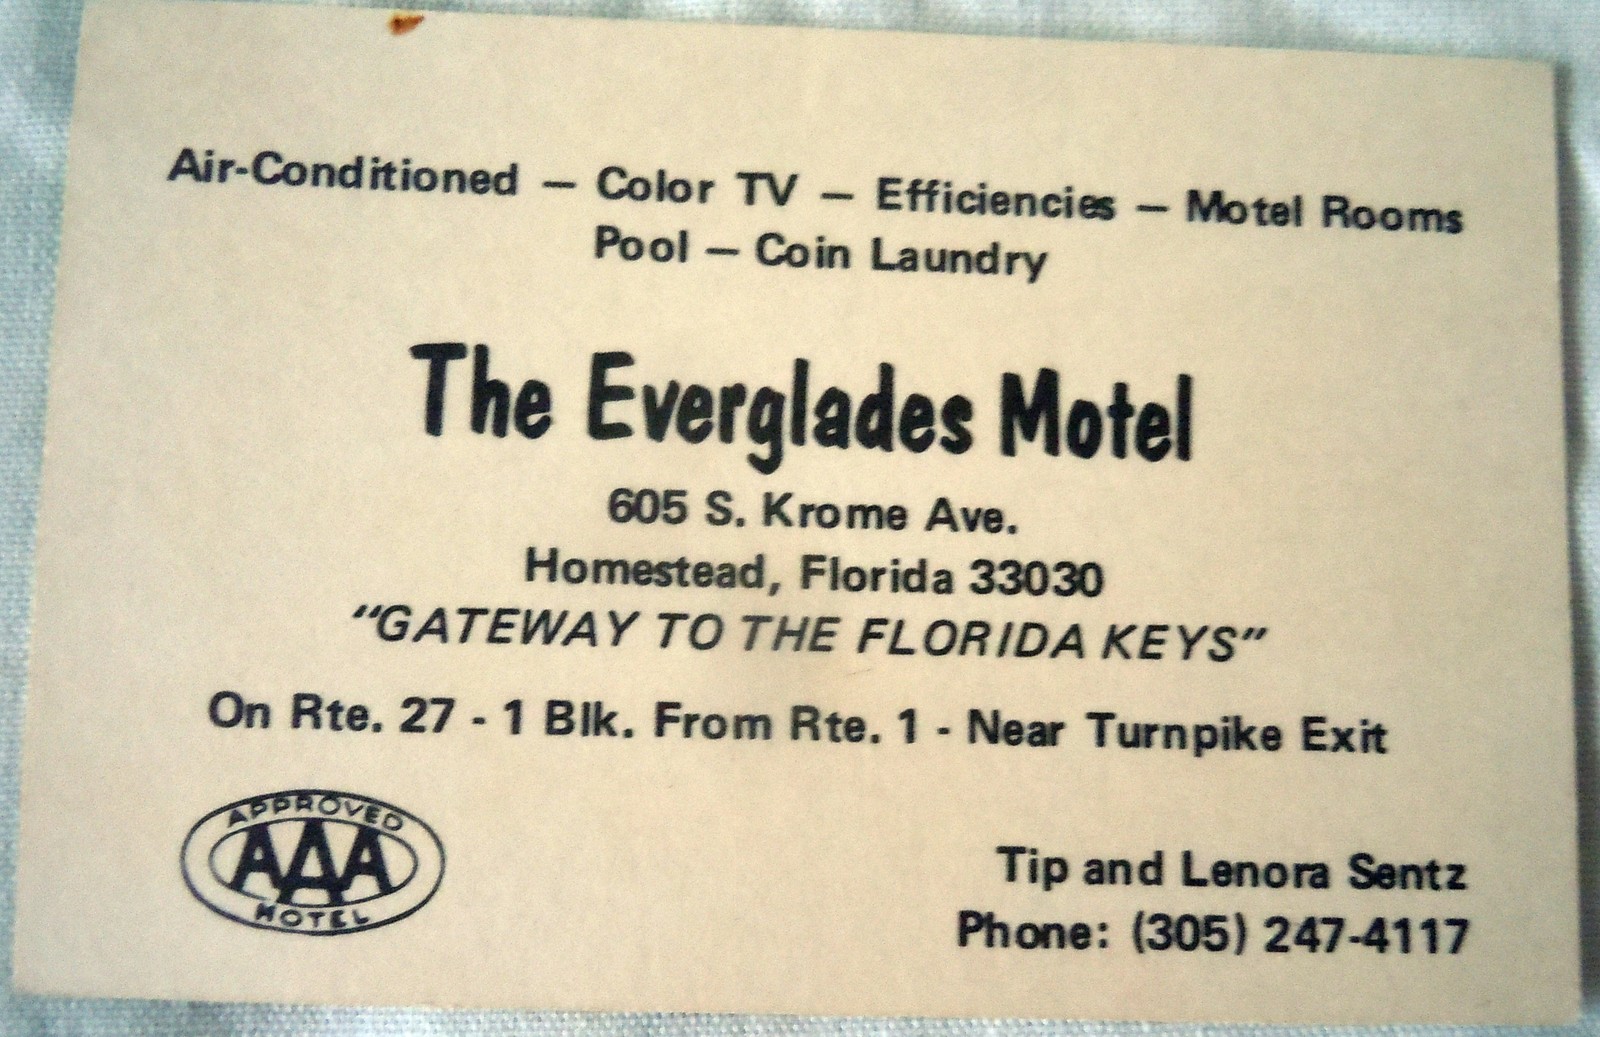 Air-Conditioned — Color TV — Efficiencies — Motel Rooms
Pool — Coin Laundry
The Everglades Motel
605 S. Krome Ave.
Homestead, Florida 33030
"GATEWAY TO THE FLORIDA KEYS"
On Rte. 27 - 1 Blk. From Rte. 1 - Near Turnpike Exit
APPROVED
AAA
MOTEL
Tip and Lenora Sentz
Phone: (305) 247-4117